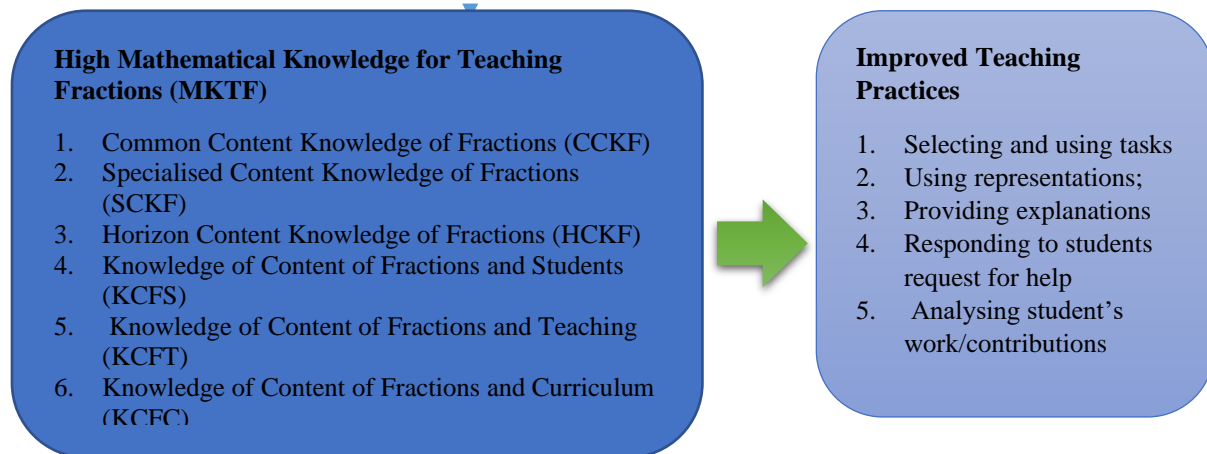 High Mathematical Knowledge for Teaching
Fractions (MKTF)
1. Common Content Knowledge of Fractions (CCKF)
2. Specialised Content Knowledge of Fractions
(SCKF)
3. Horizon Content Knowledge of Fractions (HCKF)
4. Knowledge of Content of Fractions and Students
(KCFS)
5. Knowledge of Content of Fractions and Teaching
(KCFT)
6. Knowledge of Content of Fractions and Curriculum
(KCFC)
Improved Teaching
Practices
1. Selecting and using tasks
2. Using representations;
3. Providing explanations
4. Responding to students
request for help
5. Analysing student’s
work/contributions